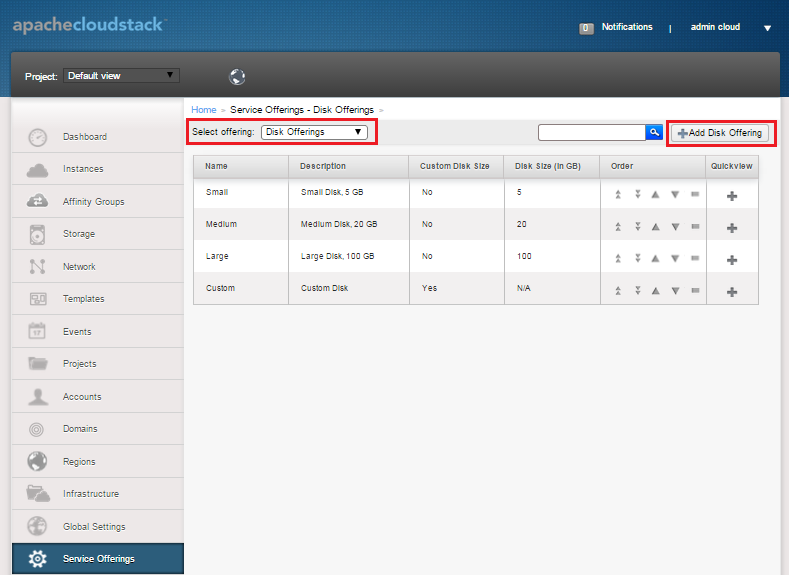 apachecloudstack™
0 Notifications | admin cloud
Project: Default view
Home » Service Offerings - Disk Offerings »
Select offering: Disk Offerings
Add Disk Offering
Name Description Custom Disk Size Disk Size (in GB) Order Quickview
Small Small Disk, 5 GB No 5
Medium Medium Disk, 20 GB No 20
Large Large Disk, 100 GB No 100
Custom Custom Disk Yes N/A
Dashboard
Instances
Affinity Groups
Storage
Network
Templates
Events
Projects
Accounts
Domains
Regions
Infrastructure
Global Settings
Service Offerings